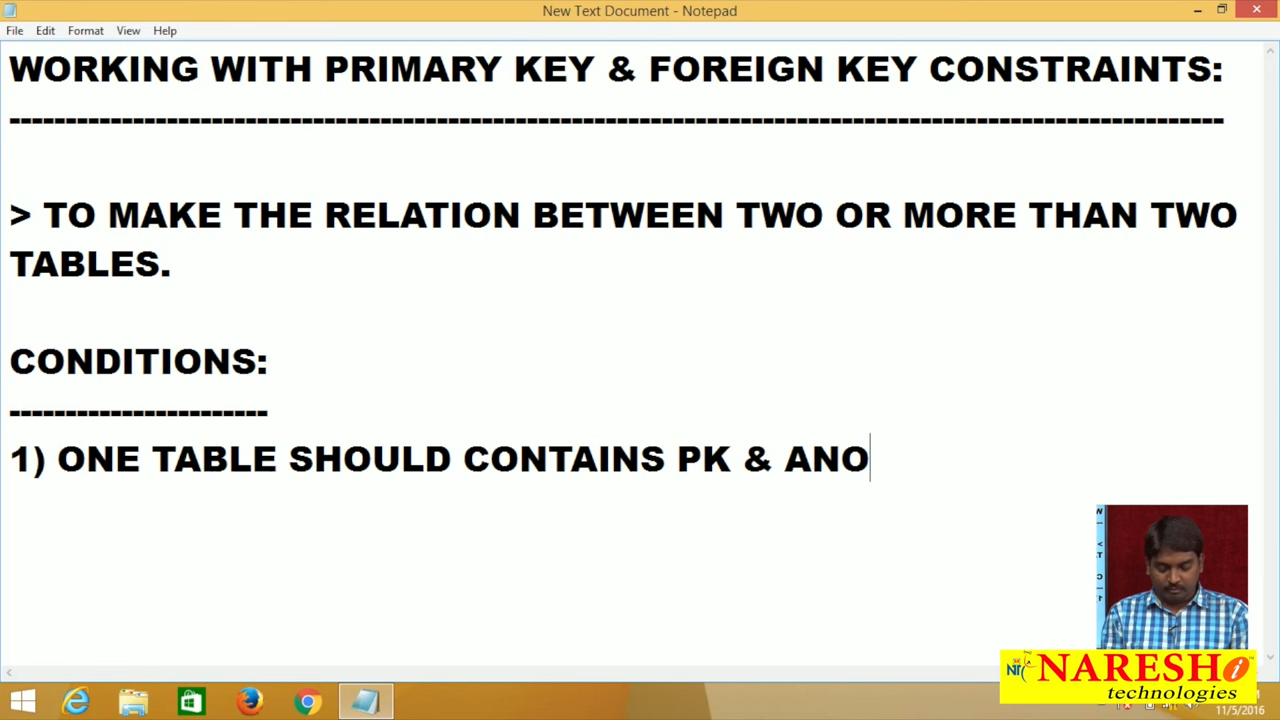 New Text Document - Notepad
File Edit Format View Help
WORKING WITH PRIMARY KEY & FOREIGN KEY CONSTRAINTS:
--------------------------------------------------------------------------------------------------------------
> TO MAKE THE RELATION BETWEEN TWO OR MORE THAN TWO
TABLES.
CONDITIONS:
-----------------------
1) ONE TABLE SHOULD CONTAINS PK & ANO
NARESH i
technologies
11/5/2016